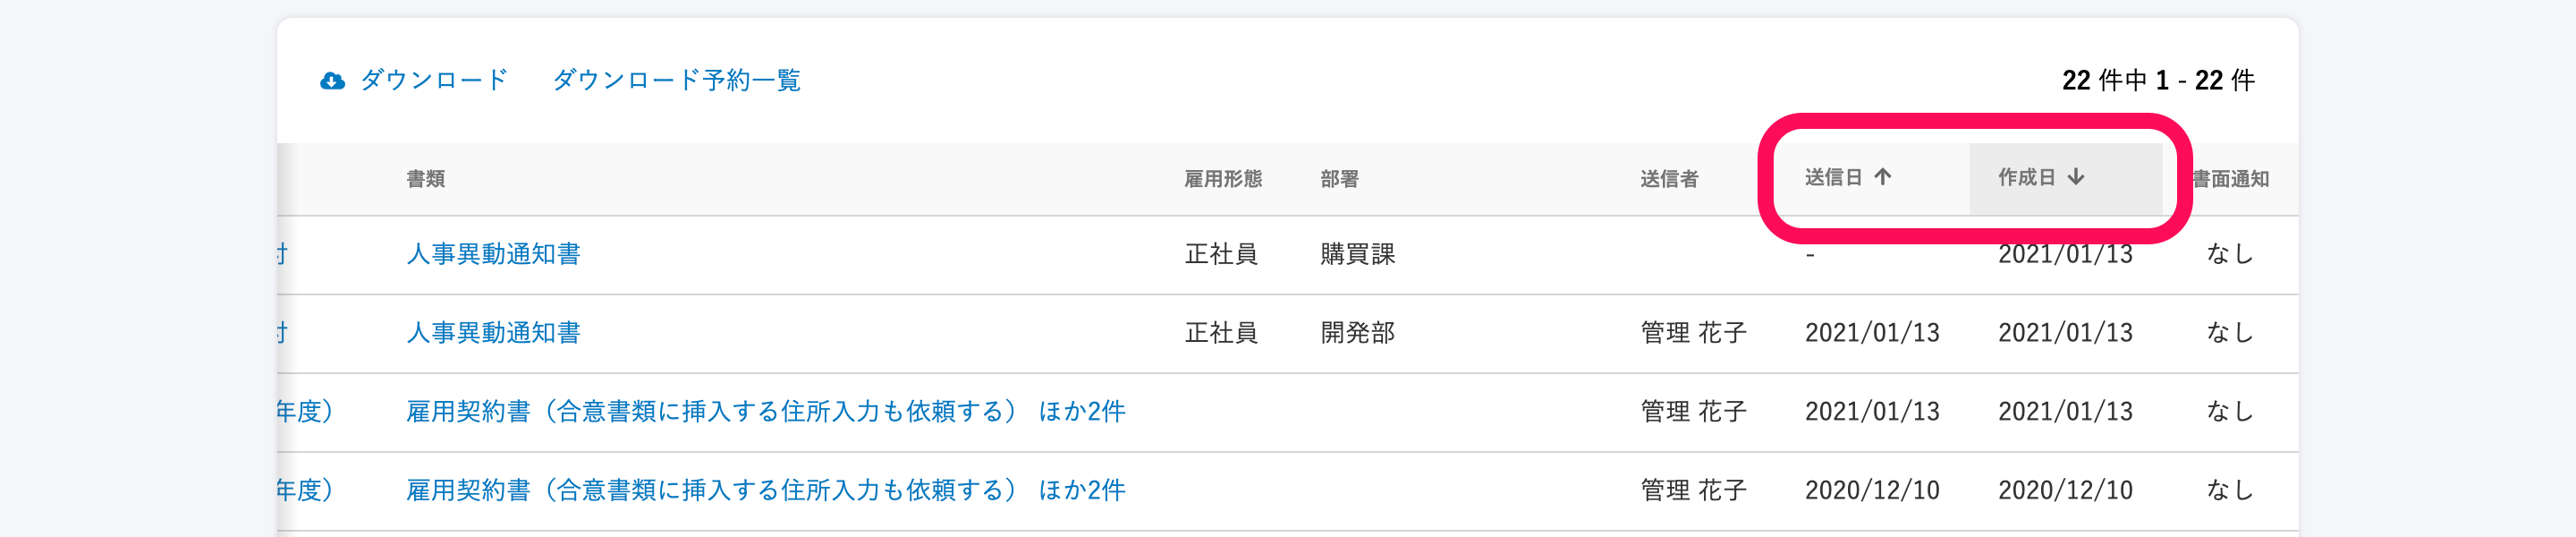 ダウンロード ダウンロード予約一覧 22 件中 1 - 22 件
書類 雇用形態 部署 送信者 送信日 作成日 書面通知
人事異動通知書 正社員 購買課 - 2021/01/13 なし
人事異動通知書 正社員 開発部 管理 花子 2021/01/13 2021/01/13 なし
年度） 雇用契約書（合意書類に挿入する住所入力も依頼する） ほか2件 管理 花子 2021/01/13 2021/01/13 なし
年度） 雇用契約書（合意書類に挿入する住所入力も依頼する） ほか2件 管理 花子 2020/12/10 2020/12/10 なし